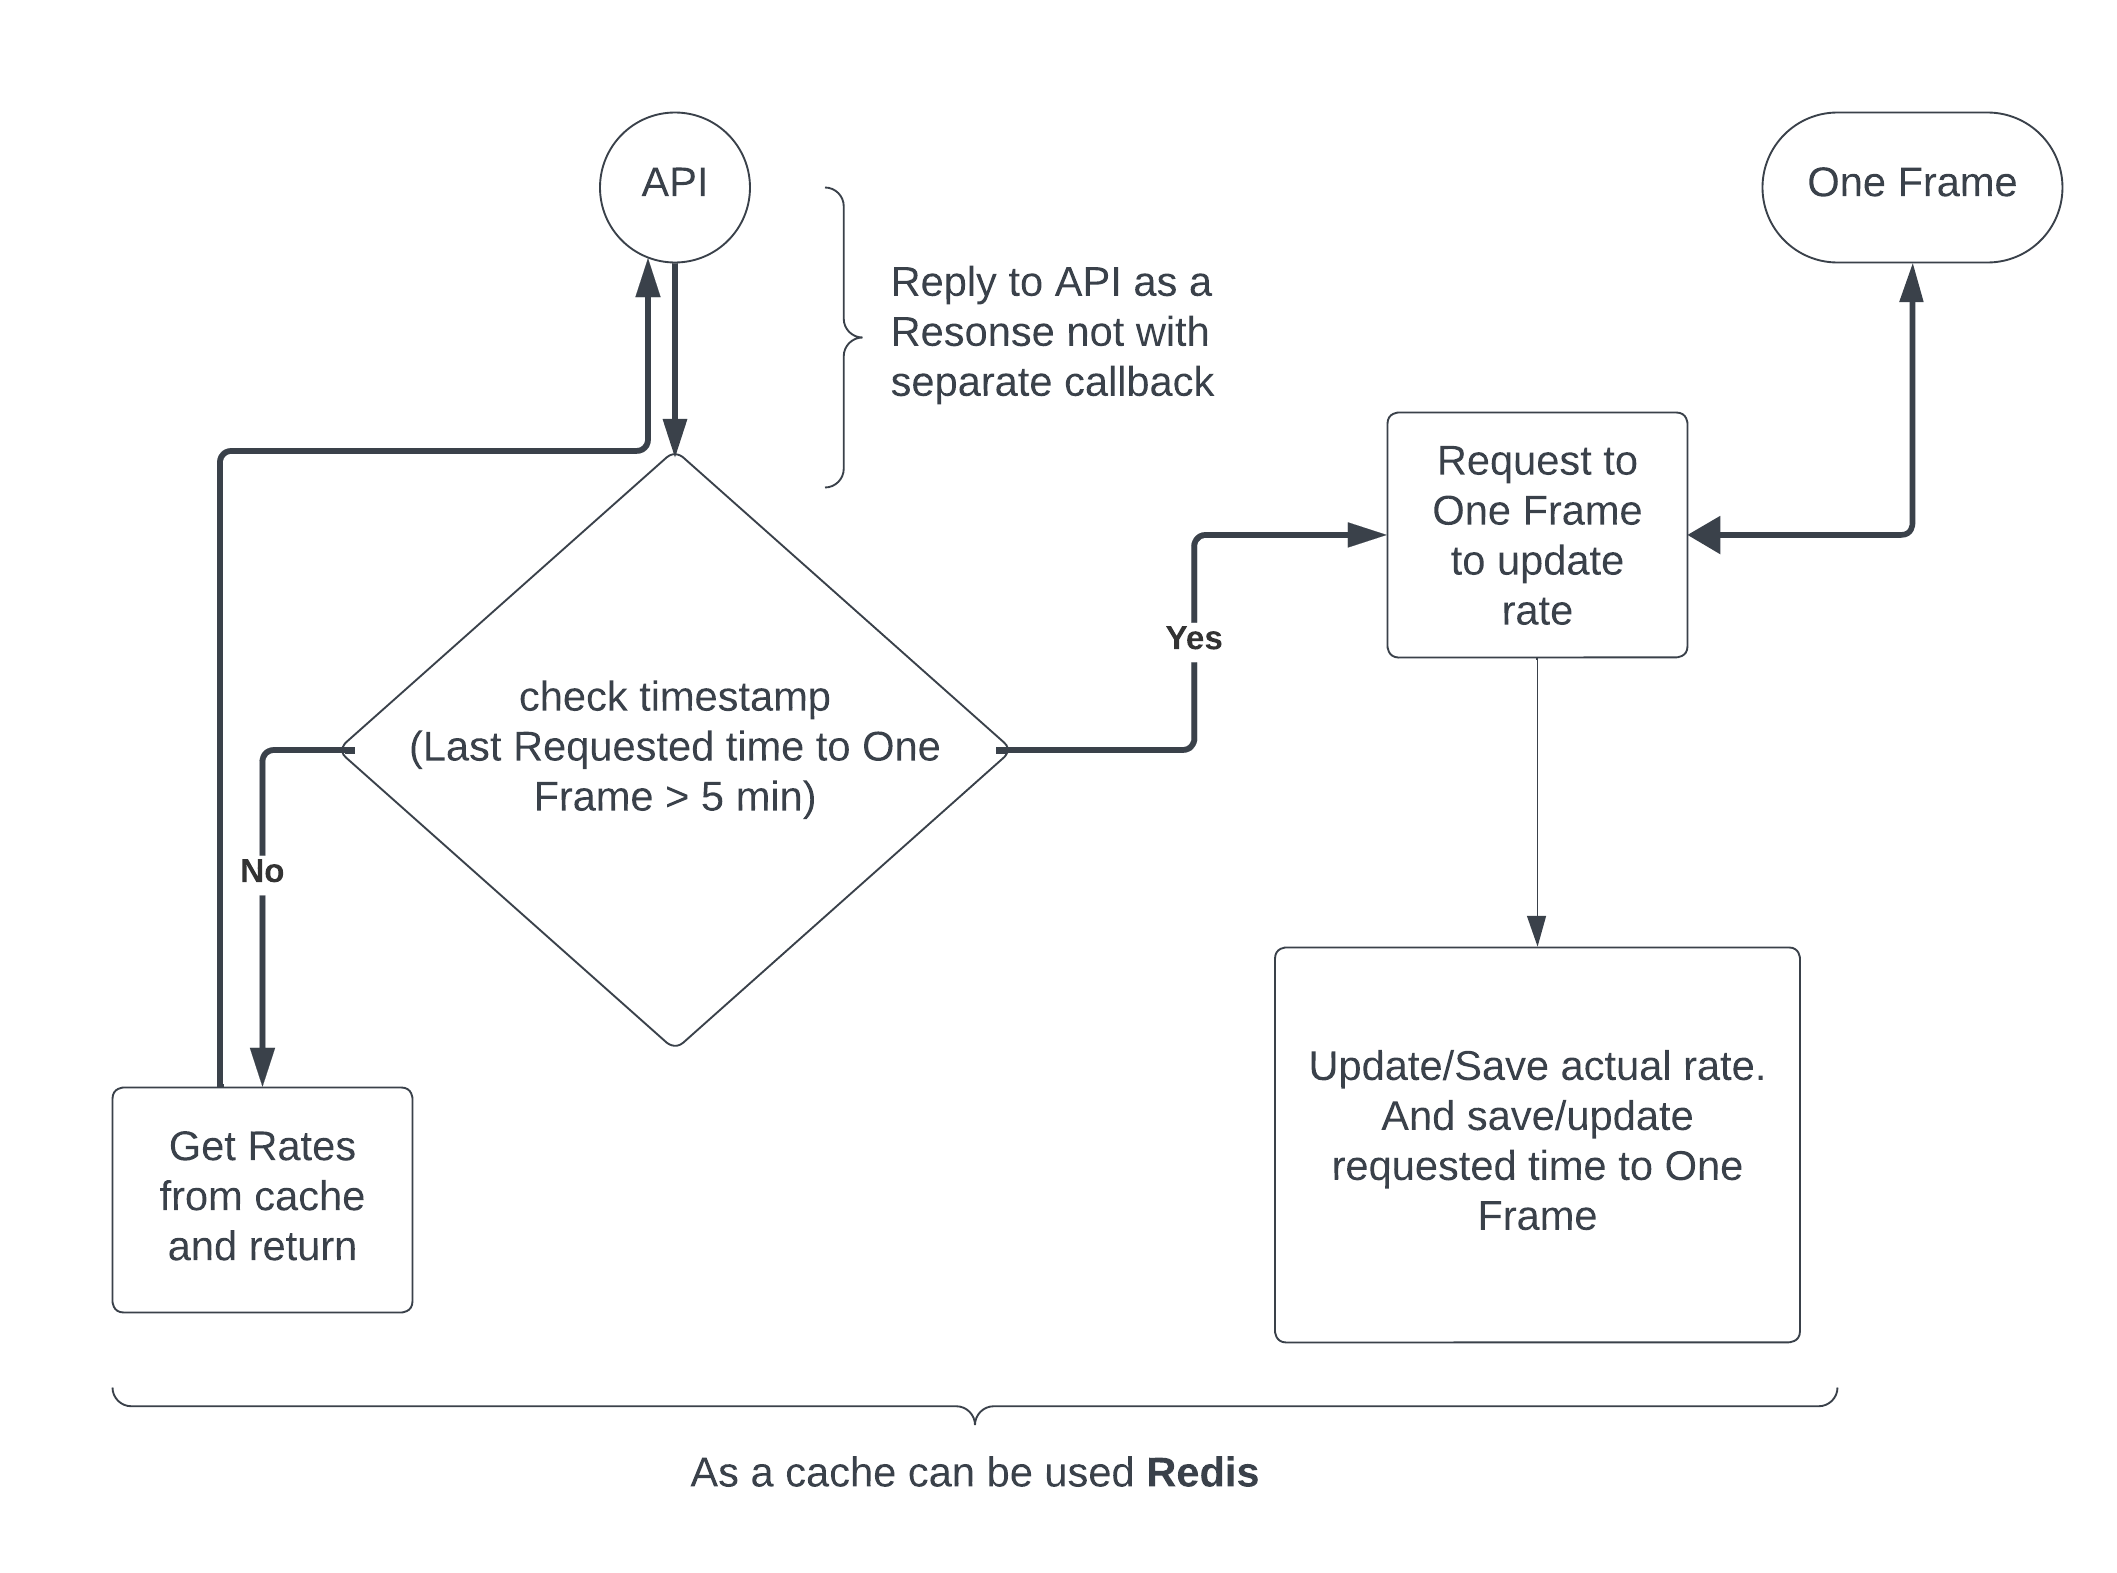 API
One Frame
Reply to API as a
Resonse not with
separate callback
Request to
One Frame
to update
rate
Yes
check timestamp
(Last Requested time to One
Frame > 5 min)
No
Update/Save actual rate.
And save/update
requested time to One
Frame
Get Rates
from cache
and return
As a cache can be used Redis